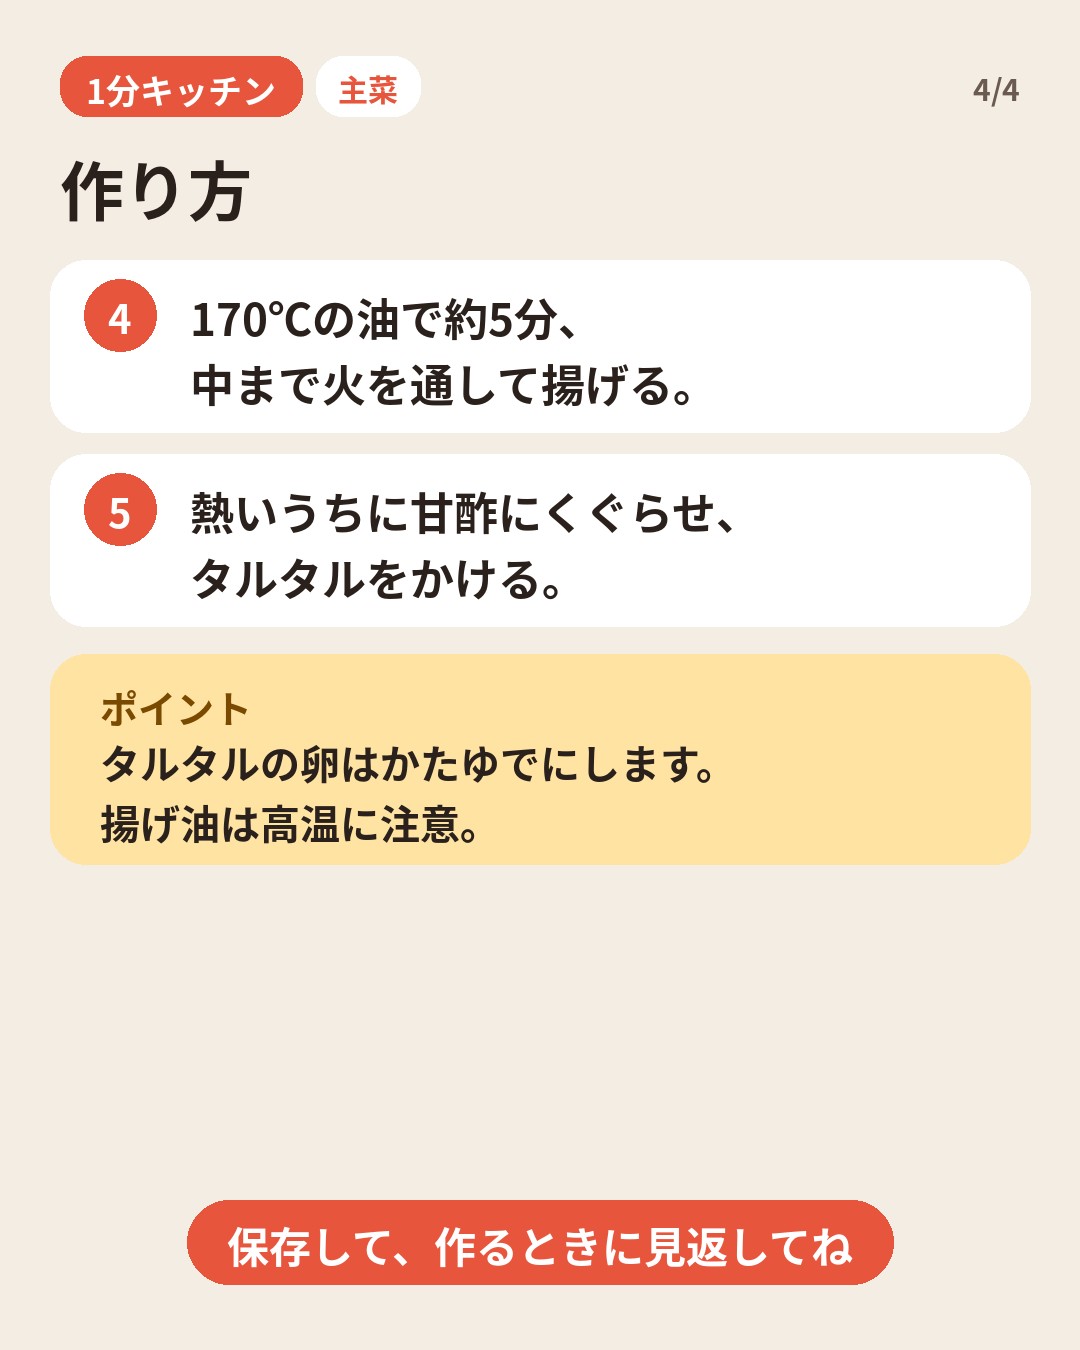 1分キッチン 主菜 4/4
作り方
4 170℃の油で約5分、
中まで火を通して揚げる。
5 熱いうちに甘酢にくぐらせ、
タルタルをかける。
ポイント
タルタルの卵はかたゆでにします。
揚げ油は高温に注意。
保存して、作るときに見返してね